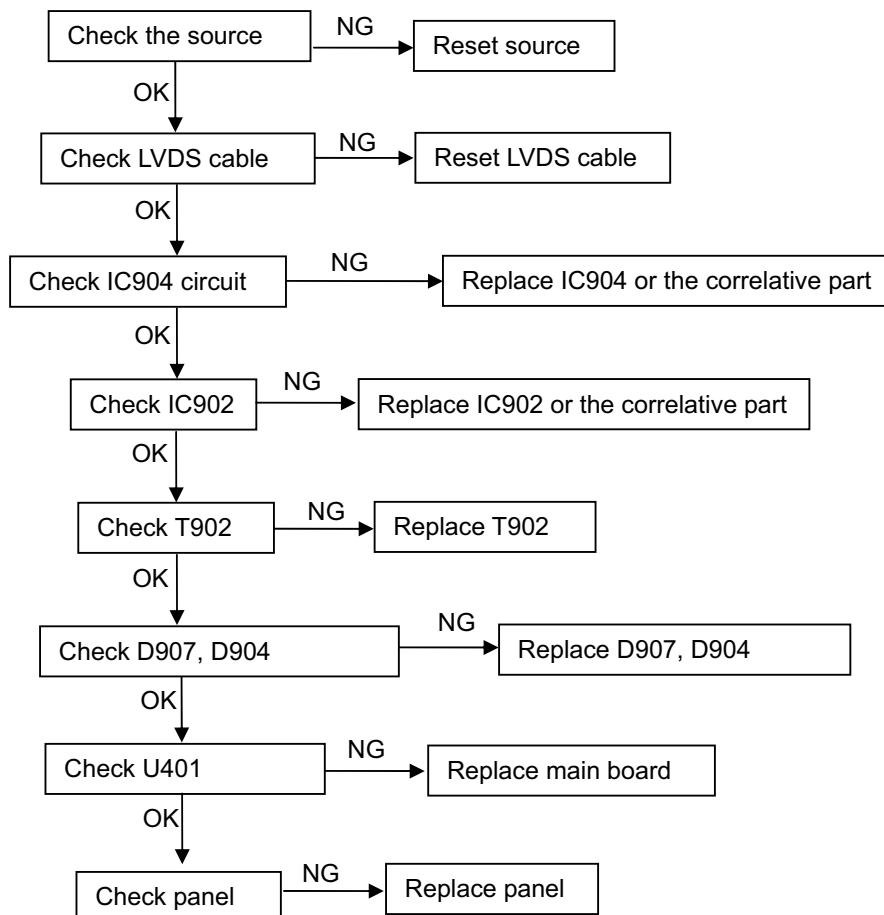 Check the source
NG
Reset source
OK
Check LVDS cable
NG
Reset LVDS cable
OK
Check IC904 circuit
NG
Replace IC904 or the correlative part
OK
Check IC902
NG
Replace IC902 or the correlative part
OK
Check T902
NG
Replace T902
OK
Check D907, D904
NG
Replace D907, D904
OK
Check U401
NG
Replace main board
OK
Check panel
NG
Replace panel